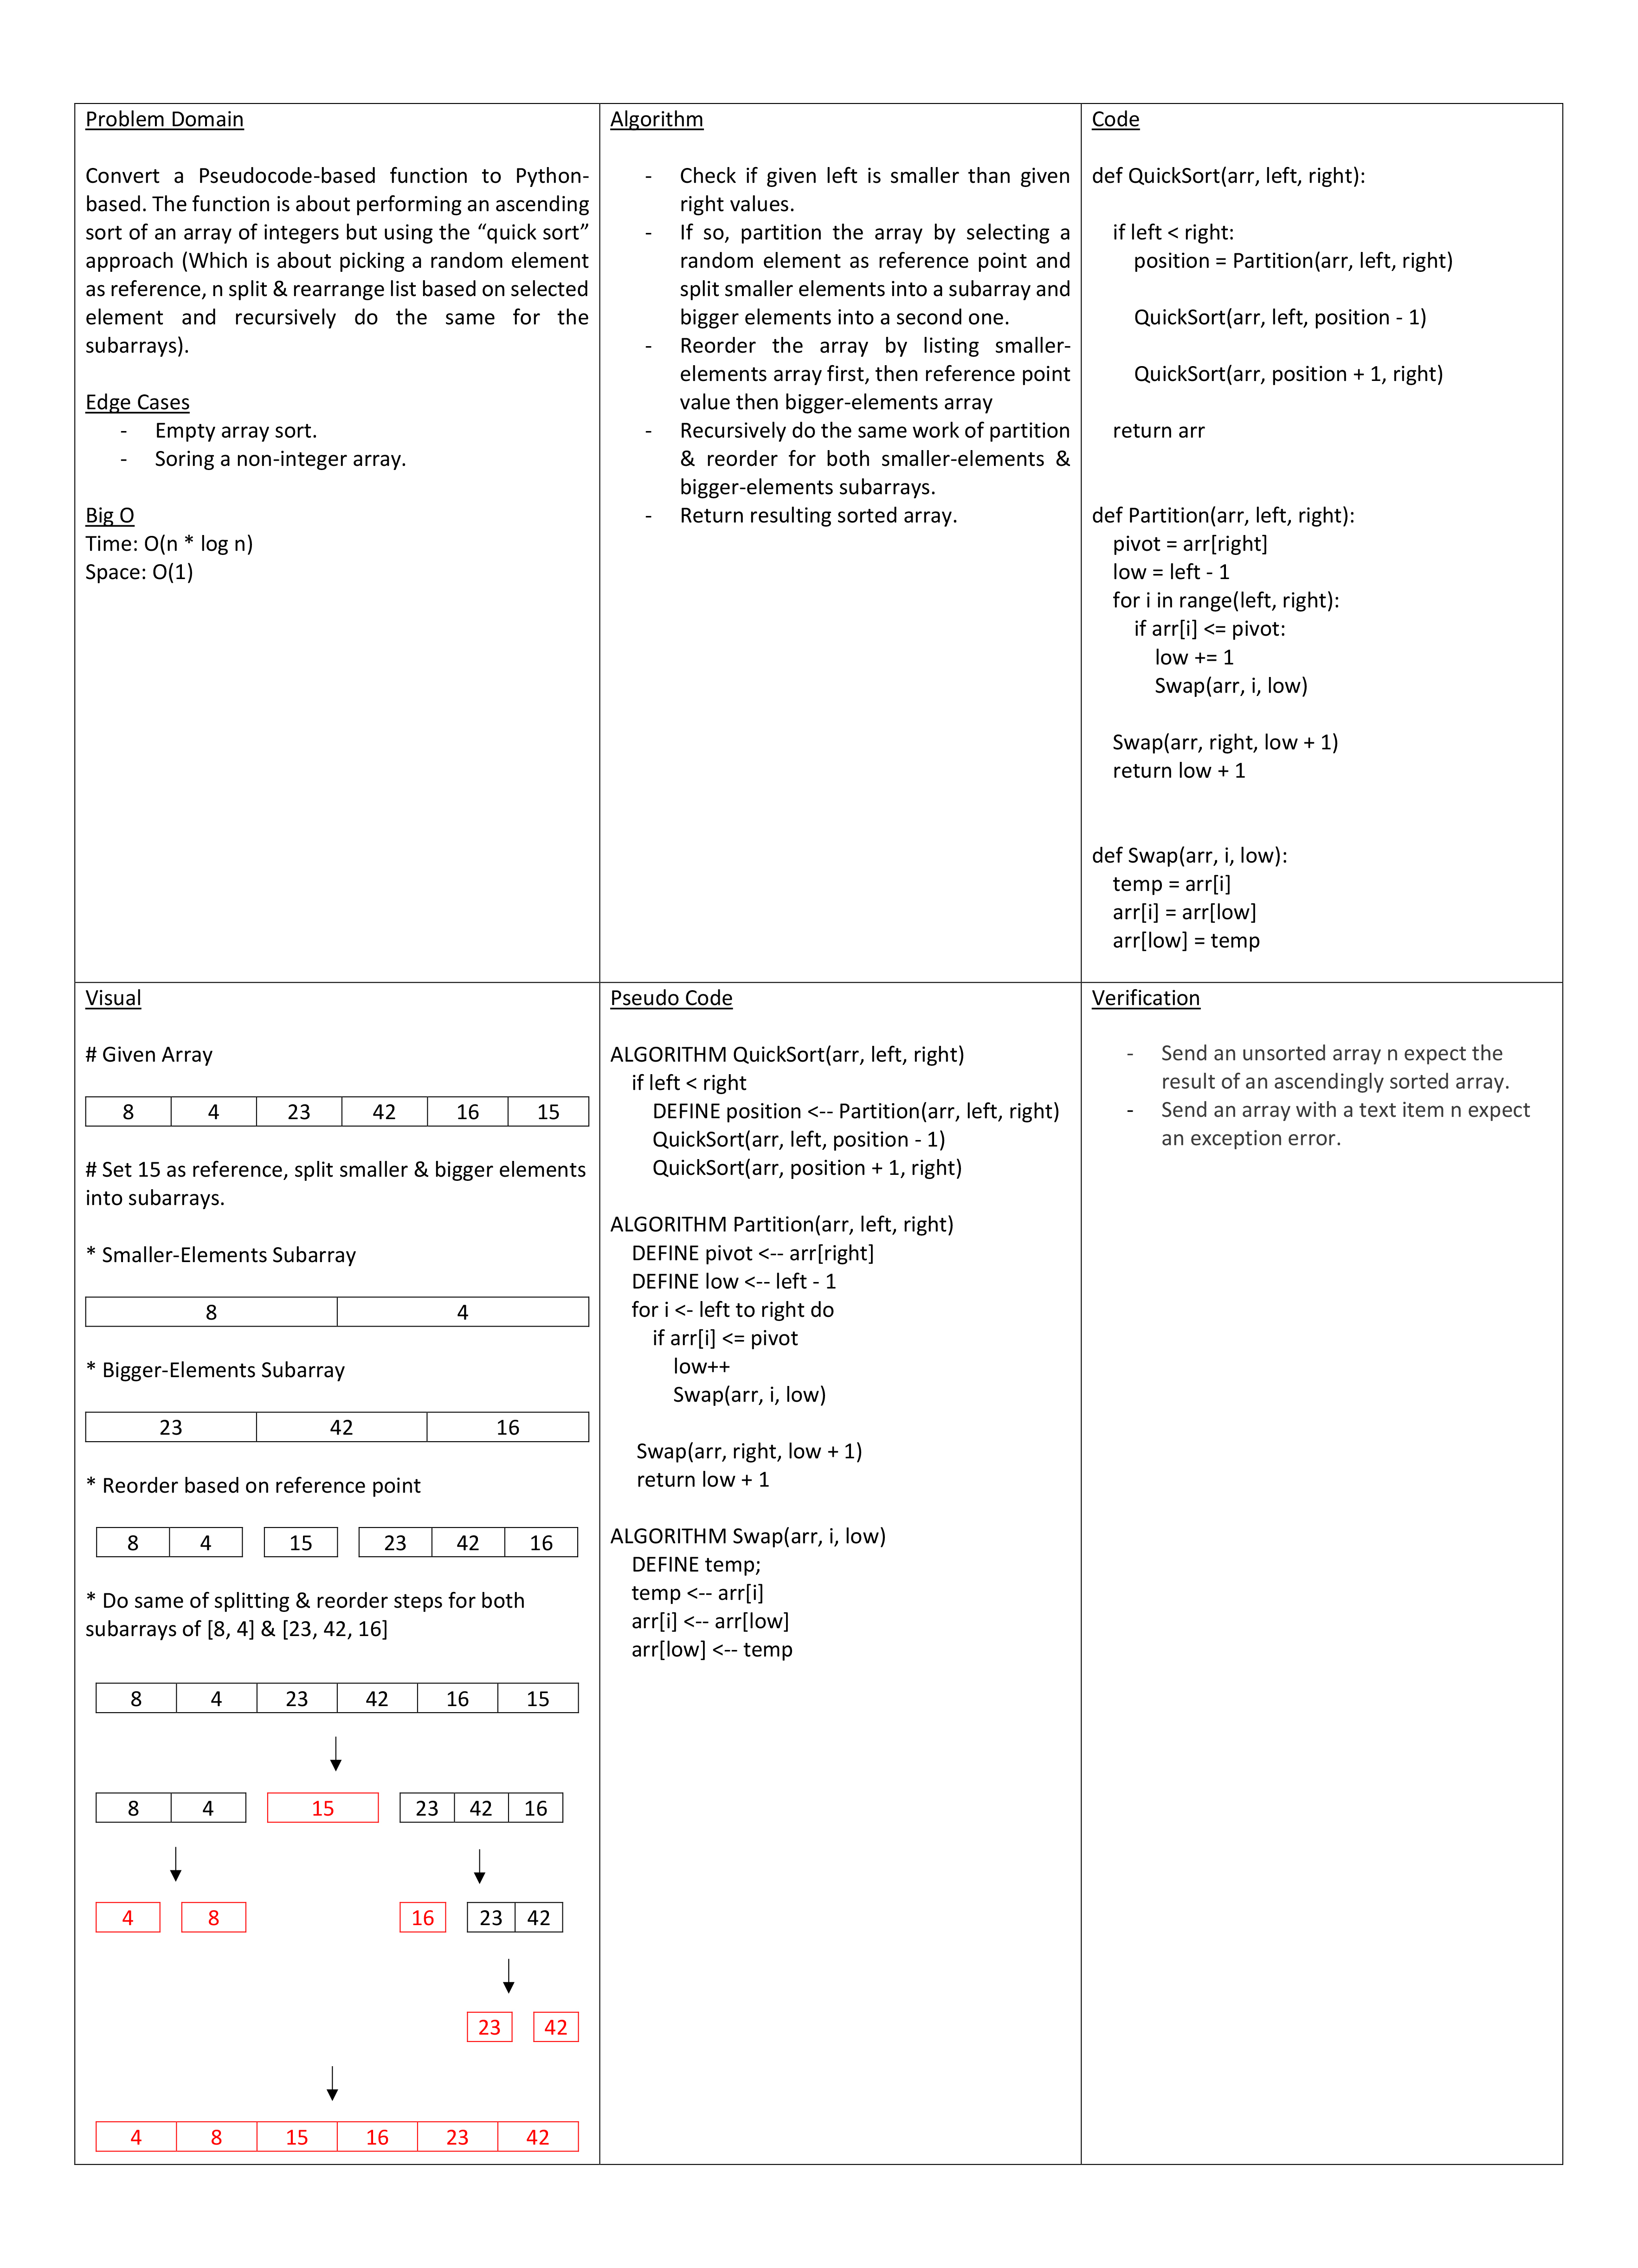 Problem Domain
Convert a Pseudocode-based function to Python-
based. The function is about performing an ascending
sort of an array of integers but using the “quick sort”
approach (Which is about picking a random element
as reference, n split & rearrange list based on selected
element and recursively do the same for the
subarrays).
Edge Cases
- Empty array sort.
- Soring a non-integer array.
Big O
Time: O(n * log n)
Space: O(1)
Algorithm
- Check if given left is smaller than given
right values.
- If so, partition the array by selecting a
random element as reference point and
split smaller elements into a subarray and
bigger elements into a second one.
- Reorder the array by listing smaller-
elements array first, then reference point
value then bigger-elements array
- Recursively do the same work of partition
& reorder for both smaller-elements &
bigger-elements subarrays.
- Return resulting sorted array.
Code
def QuickSort(arr, left, right):
if left < right:
position = Partition(arr, left, right)
QuickSort(arr, left, position - 1)
QuickSort(arr, position + 1, right)
return arr
def Partition(arr, left, right):
pivot = arr[right]
low = left - 1
for i in range(left, right):
if arr[i] <= pivot:
low += 1
Swap(arr, i, low)
Swap(arr, right, low + 1)
return low + 1
def Swap(arr, i, low):
temp = arr[i]
arr[i] = arr[low]
arr[low] = temp
Visual
# Given Array
8 4 23 42 16 15
# Set 15 as reference, split smaller & bigger elements
into subarrays.
* Smaller-Elements Subarray
8 4
* Bigger-Elements Subarray
23 42 16
* Reorder based on reference point
8 4 15 23 42 16
* Do same of splitting & reorder steps for both
subarrays of [8, 4] & [23, 42, 16]
8 4 23 42 16 15
8 4 15 23 42 16
4 8 16 23 42
23 42
4 8 15 16 23 42
Pseudo Code
ALGORITHM QuickSort(arr, left, right)
if left < right
DEFINE position <-- Partition(arr, left, right)
QuickSort(arr, left, position - 1)
QuickSort(arr, position + 1, right)
ALGORITHM Partition(arr, left, right)
DEFINE pivot <-- arr[right]
DEFINE low <-- left - 1
for i <- left to right do
if arr[i] <= pivot
low++
Swap(arr, i, low)
Swap(arr, right, low + 1)
return low + 1
ALGORITHM Swap(arr, i, low)
DEFINE temp;
temp <-- arr[i]
arr[i] <-- arr[low]
arr[low] <-- temp
Verification
- Send an unsorted array n expect the
result of an ascendingly sorted array.
- Send an array with a text item n expect
an exception error.